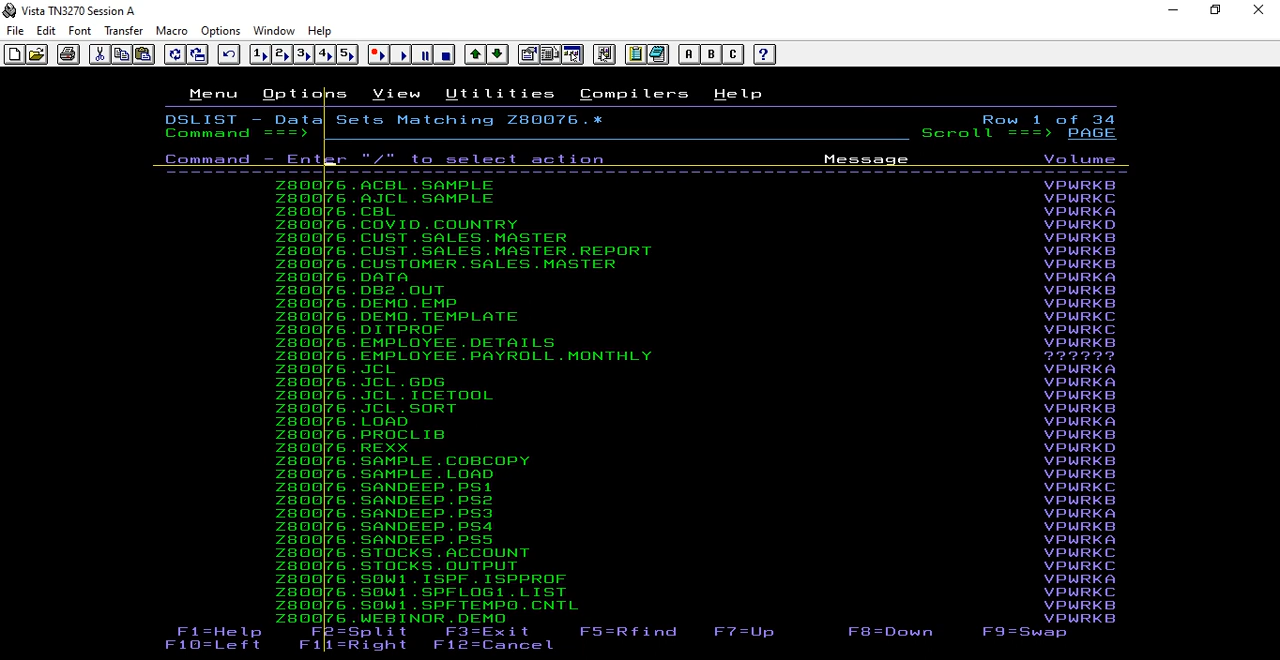 Vista TN3270 Session A
File Edit Font Transfer Macro Options Window Help
1 2 3 4 5 A B C ?
Menu Options View Utilities Compilers Help
DSLIST - Data Sets Matching Z80076.* Row 1 of 34
Command ===> Scroll ===> PAGE
Command - Enter "/" to select action Message Volume
-------------------------------------------------------------------------------
Z80076.ACBL.SAMPLE VPWRKB
Z80076.AJCL.SAMPLE VPWRKC
Z80076.CBL VPWRKA
Z80076.COVID.COUNTRY VPWRKD
Z80076.CUST.SALES.MASTER VPWRKB
Z80076.CUST.SALES.MASTER.REPORT VPWRKB
Z80076.CUSTOMER.SALES.MASTER VPWRKB
Z80076.DATA VPWRKA
Z80076.DB2.OUT VPWRKB
Z80076.DEMO.EMP VPWRKB
Z80076.DEMO.TEMPLATE VPWRKC
Z80076.DITPROF VPWRKC
Z80076.EMPLOYEE.DETAILS VPWRKB
Z80076.EMPLOYEE.PAYROLL.MONTHLY ??????
Z80076.JCL VPWRKA
Z80076.JCL.GDG VPWRKA
Z80076.JCL.ICETOOL VPWRKB
Z80076.JCL.SORT VPWRKB
Z80076.LOAD VPWRKA
Z80076.PROCLIB VPWRKB
Z80076.REXX VPWRKD
Z80076.SAMPLE.COBCOPY VPWRKB
Z80076.SAMPLE.LOAD VPWRKB
Z80076.SANDEEP.PS1 VPWRKC
Z80076.SANDEEP.PS2 VPWRKB
Z80076.SANDEEP.PS3 VPWRKA
Z80076.SANDEEP.PS4 VPWRKB
Z80076.SANDEEP.PS5 VPWRKA
Z80076.STOCKS.ACCOUNT VPWRKC
Z80076.STOCKS.OUTPUT VPWRKC
Z80076.S0W1.ISPF.ISPPROF VPWRKA
Z80076.S0W1.SPFLOG1.LIST VPWRKC
Z80076.S0W1.SPFTEMP0.CNTL VPWRKB
Z80076.WEBINOR.DEMO VPWRKB
F1=Help F2=Split F3=Exit F5=Rfind F7=Up F8=Down F9=Swap
F10=Left F11=Right F12=Cancel